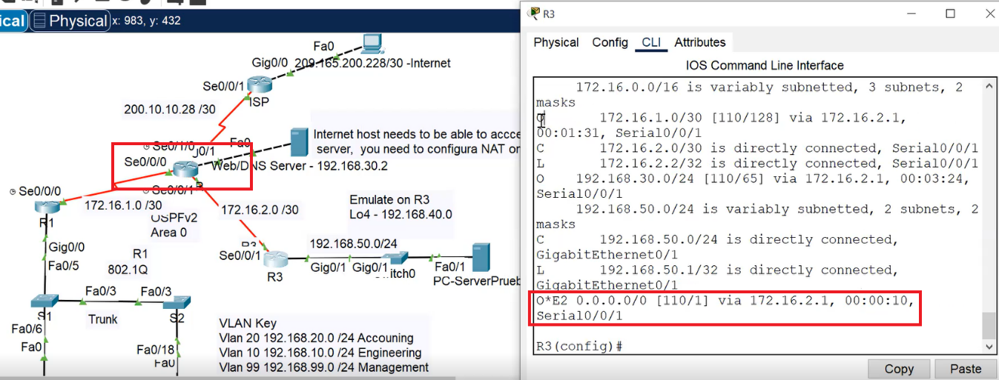 ical
Physical x: 983, y: 432
Fa0
Gig0/0
209.165.200.228/30 -Internet
Se0/0/1
ISP
200.10.10.28 /30
Se0/1/0
Fa0
Internet host needs to be able to accce
server, you need to configura NAT on
Se0/0/0
Web/DNS Server - 192.168.30.2
Se0/0/1
Se0/0/0
172.16.1.0 /30
172.16.2.0 /30
Emulate on R3
Lo4 - 192.168.40.0
R1
OSPFv2
Area 0
Gig0/0
Fa0/5
R1
802.1Q
R3
Se0/0/1
192.168.50.0/24
Gig0/1
Gig0/1
Fa0/1
R3
PC-ServerPrueb
Fa0/3
Fa0/3
S1
Trunk
S2
Fa0/6
Fa0
Fa0/18
Fa0
VLAN Key
Vlan 20 192.168.20.0 /24 Accouning
Vlan 10 192.168.10.0 /24 Engineering
Vlan 99 192.168.99.0 /24 Management
R3
Physical Config CLI Attributes
IOS Command Line Interface
172.16.0.0/16 is variably subnetted, 3 subnets, 2
masks
O 172.16.1.0/30 [110/128] via 172.16.2.1,
00:01:31, Serial0/0/1
C 172.16.2.0/30 is directly connected, Serial0/0/1
L 172.16.2.2/32 is directly connected, Serial0/0/1
O 192.168.30.0/24 [110/65] via 172.16.2.1, 00:03:24,
Serial0/0/1
192.168.50.0/24 is variably subnetted, 2 subnets, 2
masks
C 192.168.50.0/24 is directly connected,
GigabitEthernet0/1
L 192.168.50.1/32 is directly connected,
GigabitEthernet0/1
O*E2 0.0.0.0/0 [110/1] via 172.16.2.1, 00:00:10,
Serial0/0/1
R3(config)#
Copy Paste